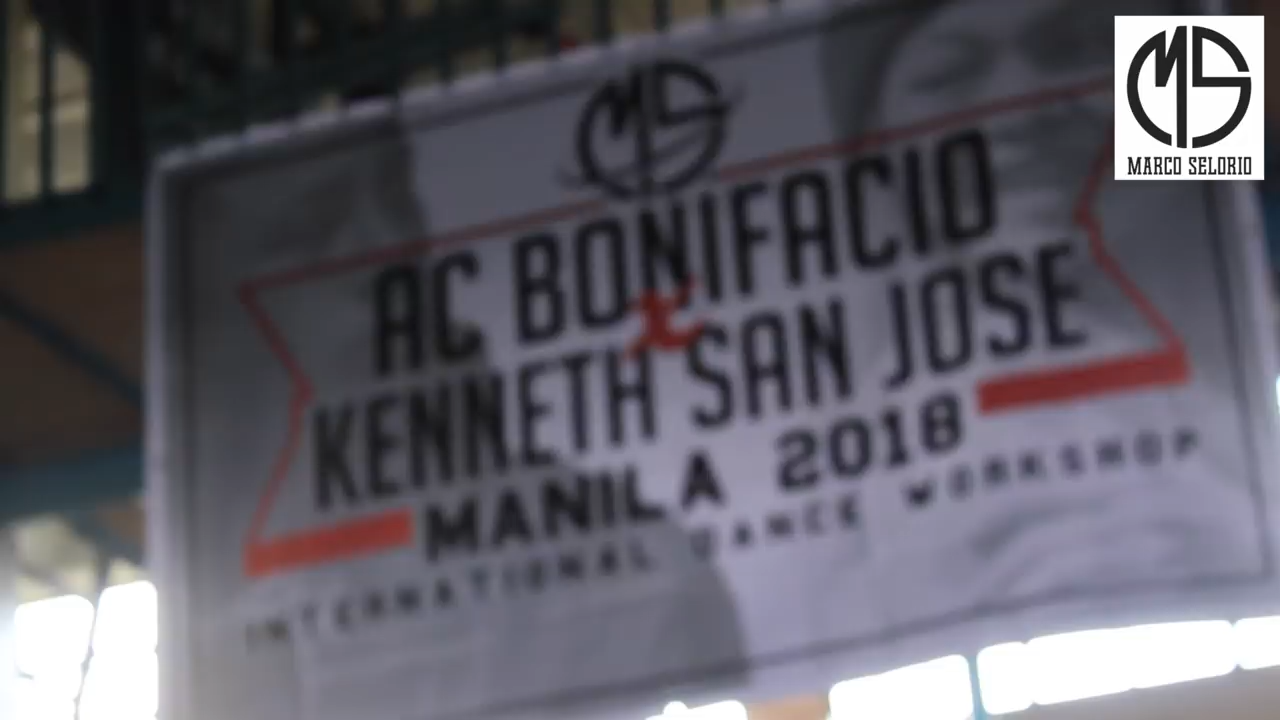 MS
MARCO SELORIO
MS
AC BONIFACIO
x
KENNETH SAN JOSE
MANILA 2018
INTERNATIONAL DANCE WORKSHOP